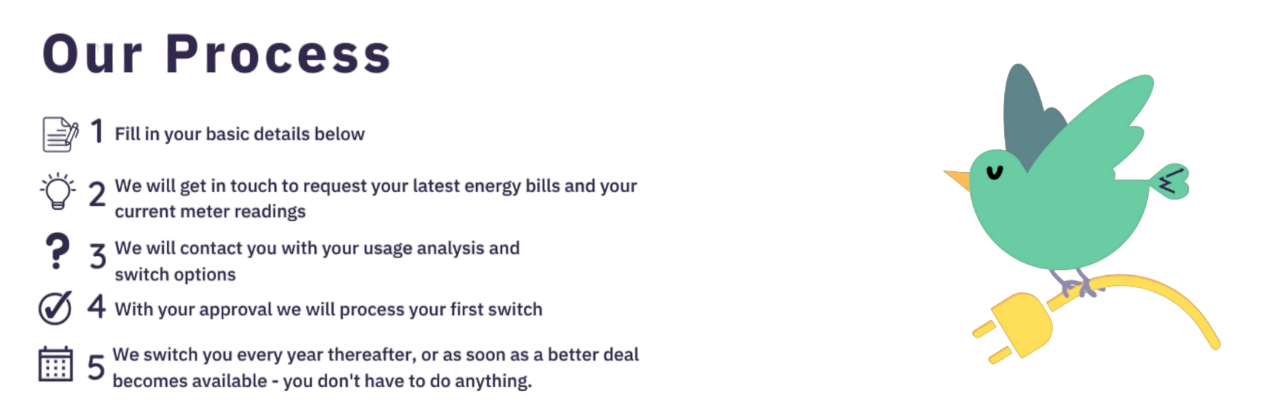 Our Process
1 Fill in your basic details below
2 We will get in touch to request your latest energy bills and your
current meter readings
3 We will contact you with your usage analysis and
switch options
4 With your approval we will process your first switch
5 We switch you every year thereafter, or as soon as a better deal
becomes available - you don't have to do anything.